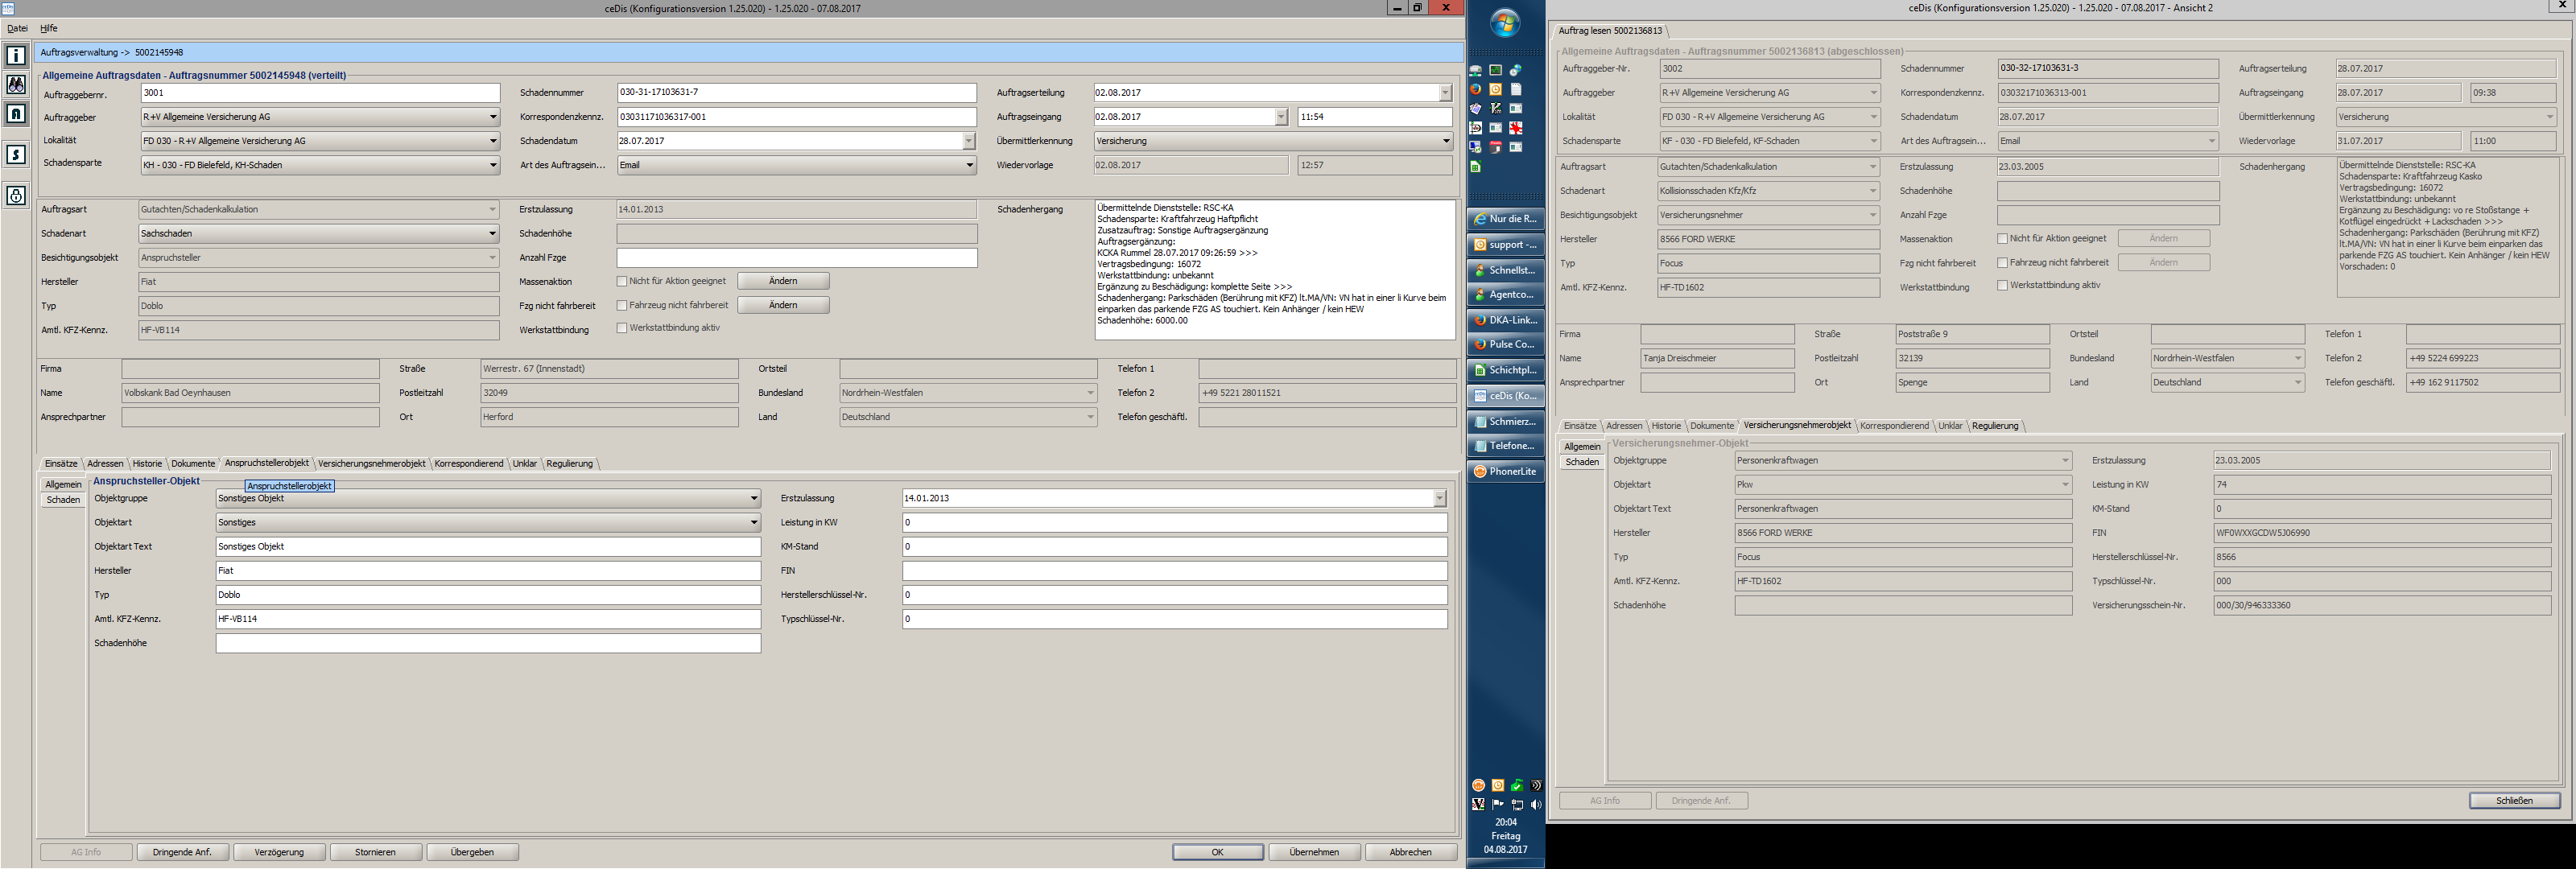 ceDis (Konfigurationsversion 1.25.020) - 1.25.020 - 07.08.2017
Datei Hilfe
Auftragsverwaltung -> 5002145948
Allgemeine Auftragsdaten - Auftragsnummer 5002145948 (verteilt)
Auftraggebernr. 3001 Schadennummer 030-31-17103631-7 Auftragserteilung 02.08.2017
Auftraggeber R+V Allgemeine Versicherung AG Korrespondenzkennz. 03031171036317-001 Auftragseingang 02.08.2017 11:54
Lokalität FD 030 - R+V Allgemeine Versicherung AG Schadendatum 28.07.2017 Übermittlerkennung Versicherung
Schadensparte KH - 030 - FD Bielefeld, KH-Schaden Art des Auftragsein... Email Wiedervorlage 02.08.2017 12:57
Auftragsart Gutachten/Schadenkalkulation Erstzulassung 14.01.2013 Schadenhergang
Schadenart Sachschaden Schadenhöhe
Besichtigungsobjekt Anspruchsteller Anzahl Fzge
Hersteller Fiat Massenaktion Nicht für Aktion geeignet Ändern
Typ Doblo Fzg nicht fahrbereit Fahrzeug nicht fahrbereit Ändern
Amtl. KFZ-Kennz. HF-VB114 Werkstattbindung Werkstattbindung aktiv
Übermittelnde Dienststelle: RSC-KA
Schadensparte: Kraftfahrzeug Haftpflicht
Zusatzauftrag: Sonstige Auftragsergänzung
Auftragsergänzung:
KCKA Rummel 28.07.2017 09:26:59 >>>
Vertragsbedingung: 16072
Werkstattbindung: unbekannt
Ergänzung zu Beschädigung: komplette Seite >>>
Schadenhergang: Parkschäden (Berührung mit KFZ) lt.MA/VN: VN hat in einer li Kurve beim
einparken das parkende FZG AS touchiert. Kein Anhänger / kein HEW
Schadenhöhe: 6000.00
Firma Straße Werrestr. 67 (Innenstadt) Ortsteil Telefon 1
Name Volbskank Bad Oeynhausen Postleitzahl 32049 Bundesland Nordrhein-Westfalen Telefon 2 +49 5221 28011521
Ansprechpartner Ort Herford Land Deutschland Telefon geschäftl.
Einsätze Adressen Historie Dokumente Anspruchstellerobjekt Versicherungsnehmerobjekt Korrespondierend Unklar Regulierung
Allgemein
Schaden
Anspruchsteller-Objekt
Anspruchstellerobjekt
Objektgruppe Sonstiges Objekt Erstzulassung 14.01.2013
Objektart Sonstiges Leistung in KW 0
Objektart Text Sonstiges Objekt KM-Stand 0
Hersteller Fiat FIN
Typ Doblo Herstellerschlüssel-Nr. 0
Amtl. KFZ-Kennz. HF-VB114 Typschlüssel-Nr. 0
Schadenhöhe
AG Info Dringende Anf. Verzögerung Stornieren Übergeben OK Übernehmen Abbrechen
Nur die R...
support -...
Schnellst...
Agentco...
DKA-Link...
Pulse Co...
Schichtpl...
ceDis (Ko...
Schmierz...
Telefone...
PhonerLite
20:04
Freitag
04.08.2017
ceDis (Konfigurationsversion 1.25.020) - 1.25.020 - 07.08.2017 - Ansicht 2
Auftrag lesen 5002136813
Allgemeine Auftragsdaten - Auftragsnummer 5002136813 (abgeschlossen)
Auftraggeber-Nr. 3002 Schadennummer 030-32-17103631-3 Auftragserteilung 28.07.2017
Auftraggeber R+V Allgemeine Versicherung AG Korrespondenzkennz. 03032171036313-001 Auftragseingang 28.07.2017 09:38
Lokalität FD 030 - R+V Allgemeine Versicherung AG Schadendatum 28.07.2017 Übermittlerkennung Versicherung
Schadensparte KF - 030 - FD Bielefeld, KF-Schaden Art des Auftragsein... Email Wiedervorlage 31.07.2017 11:00
Auftragsart Gutachten/Schadenkalkulation Erstzulassung 23.03.2005 Schadenhergang
Schadenart Kollisionsschaden Kfz/Kfz Schadenhöhe
Besichtigungsobjekt Versicherungsnehmer Anzahl Fzge
Hersteller 8566 FORD WERKE Massenaktion Nicht für Aktion geeignet Ändern
Typ Focus Fzg nicht fahrbereit Fahrzeug nicht fahrbereit Ändern
Amtl. KFZ-Kennz. HF-TD1602 Werkstattbindung Werkstattbindung aktiv
Übermittelnde Dienststelle: RSC-KA
Schadensparte: Kraftfahrzeug Kasko
Vertragsbedingung: 16072
Werkstattbindung: unbekannt
Ergänzung zu Beschädigung: vo re Stoßstange +
Kotflügel eingedrückt + Lackschaden >>>
Schadenhergang: Parkschäden (Berührung mit KFZ)
lt.MA/VN: VN hat in einer li Kurve beim einparken das
parkende FZG AS touchiert. Kein Anhänger / kein HEW
Vorschaden: 0
Firma Straße Poststraße 9 Ortsteil Telefon 1
Name Tanja Dreischmeier Postleitzahl 32139 Bundesland Nordrhein-Westfalen Telefon 2 +49 5224 699223
Ansprechpartner Ort Spenge Land Deutschland Telefon geschäftl. +49 162 9117502
Einsätze Adressen Historie Dokumente Versicherungsnehmerobjekt Korrespondierend Unklar Regulierung
Allgemein
Schaden
Versicherungsnehmer-Objekt
Objektgruppe Personenkraftwagen Erstzulassung 23.03.2005
Objektart Pkw Leistung in KW 74
Objektart Text Personenkraftwagen KM-Stand 0
Hersteller 8566 FORD WERKE FIN WF0WXXGCDW5J06990
Typ Focus Herstellerschlüssel-Nr. 8566
Amtl. KFZ-Kennz. HF-TD1602 Typschlüssel-Nr. 000
Schadenhöhe Versicherungsschein-Nr. 000/30/946333360
AG Info Dringende Anf. Schließen